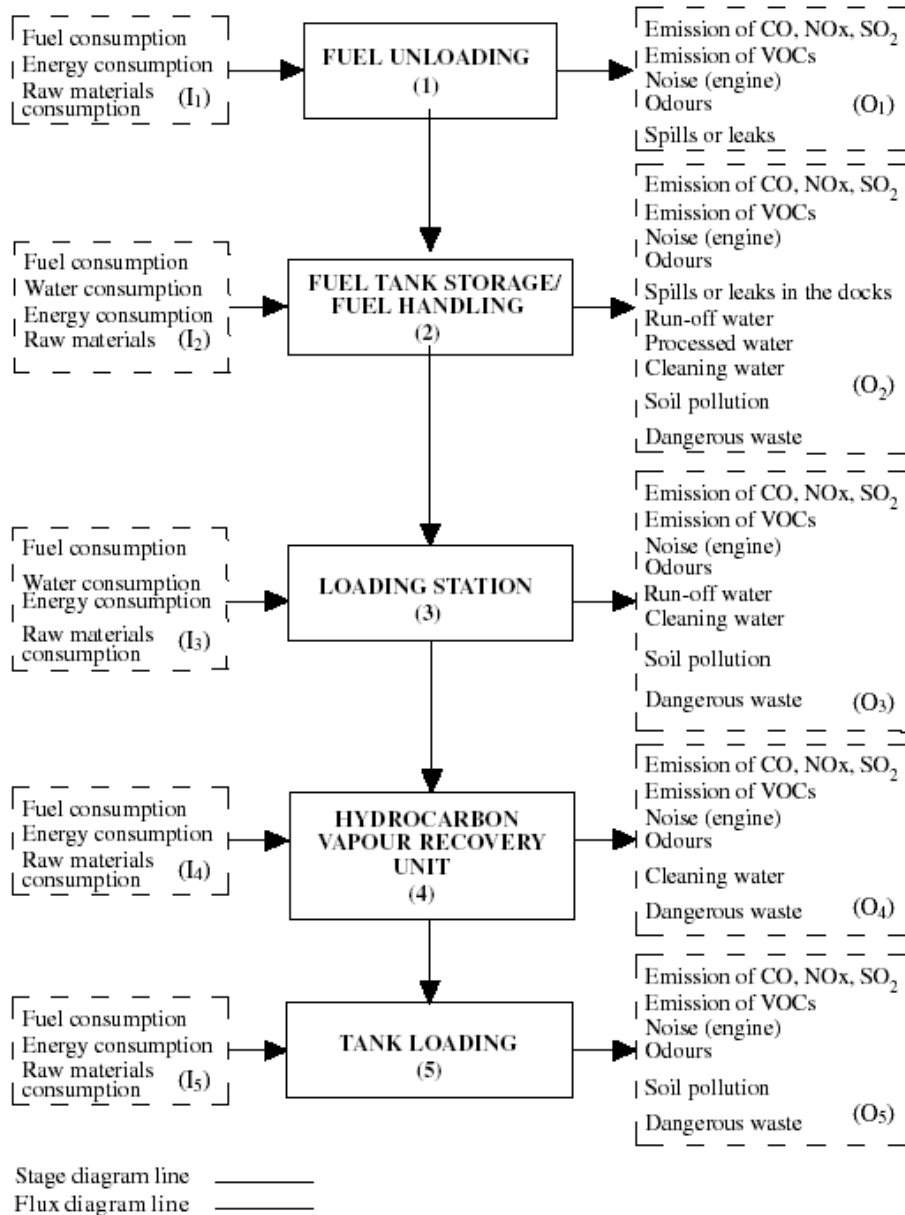 Fuel consumption
Energy consumption
Raw materials
consumption (I1)
FUEL UNLOADING
(1)
Emission of CO, NOx, SO2
Emission of VOCs
Noise (engine)
Odours (O1)
Spills or leaks
Fuel consumption
Water consumption
Energy consumption
Raw materials (I2)
FUEL TANK STORAGE/
FUEL HANDLING
(2)
Emission of CO, NOx, SO2
Emission of VOCs
Noise (engine)
Odours
Spills or leaks in the docks
Run-off water
Processed water
Cleaning water
(O2)
Soil pollution
Dangerous waste
Fuel consumption
Water consumption
Energy consumption
Raw materials
consumption (I3)
LOADING STATION
(3)
Emission of CO, NOx, SO2
Emission of VOCs
Noise (engine)
Odours
Run-off water
Cleaning water
Soil pollution
Dangerous waste (O3)
Fuel consumption
Energy consumption
Raw materials
consumption (I4)
HYDROCARBON
VAPOUR RECOVERY
UNIT
(4)
Emission of CO, NOx, SO2
Emission of VOCs
Noise (engine)
Odours
Cleaning water
Dangerous waste (O4)
Fuel consumption
Energy consumption
Raw materials
consumption (I5)
TANK LOADING
(5)
Emission of CO, NOx, SO2
Emission of VOCs
Noise (engine)
Odours
Soil pollution
Dangerous waste (O5)
Stage diagram line
Flux diagram line